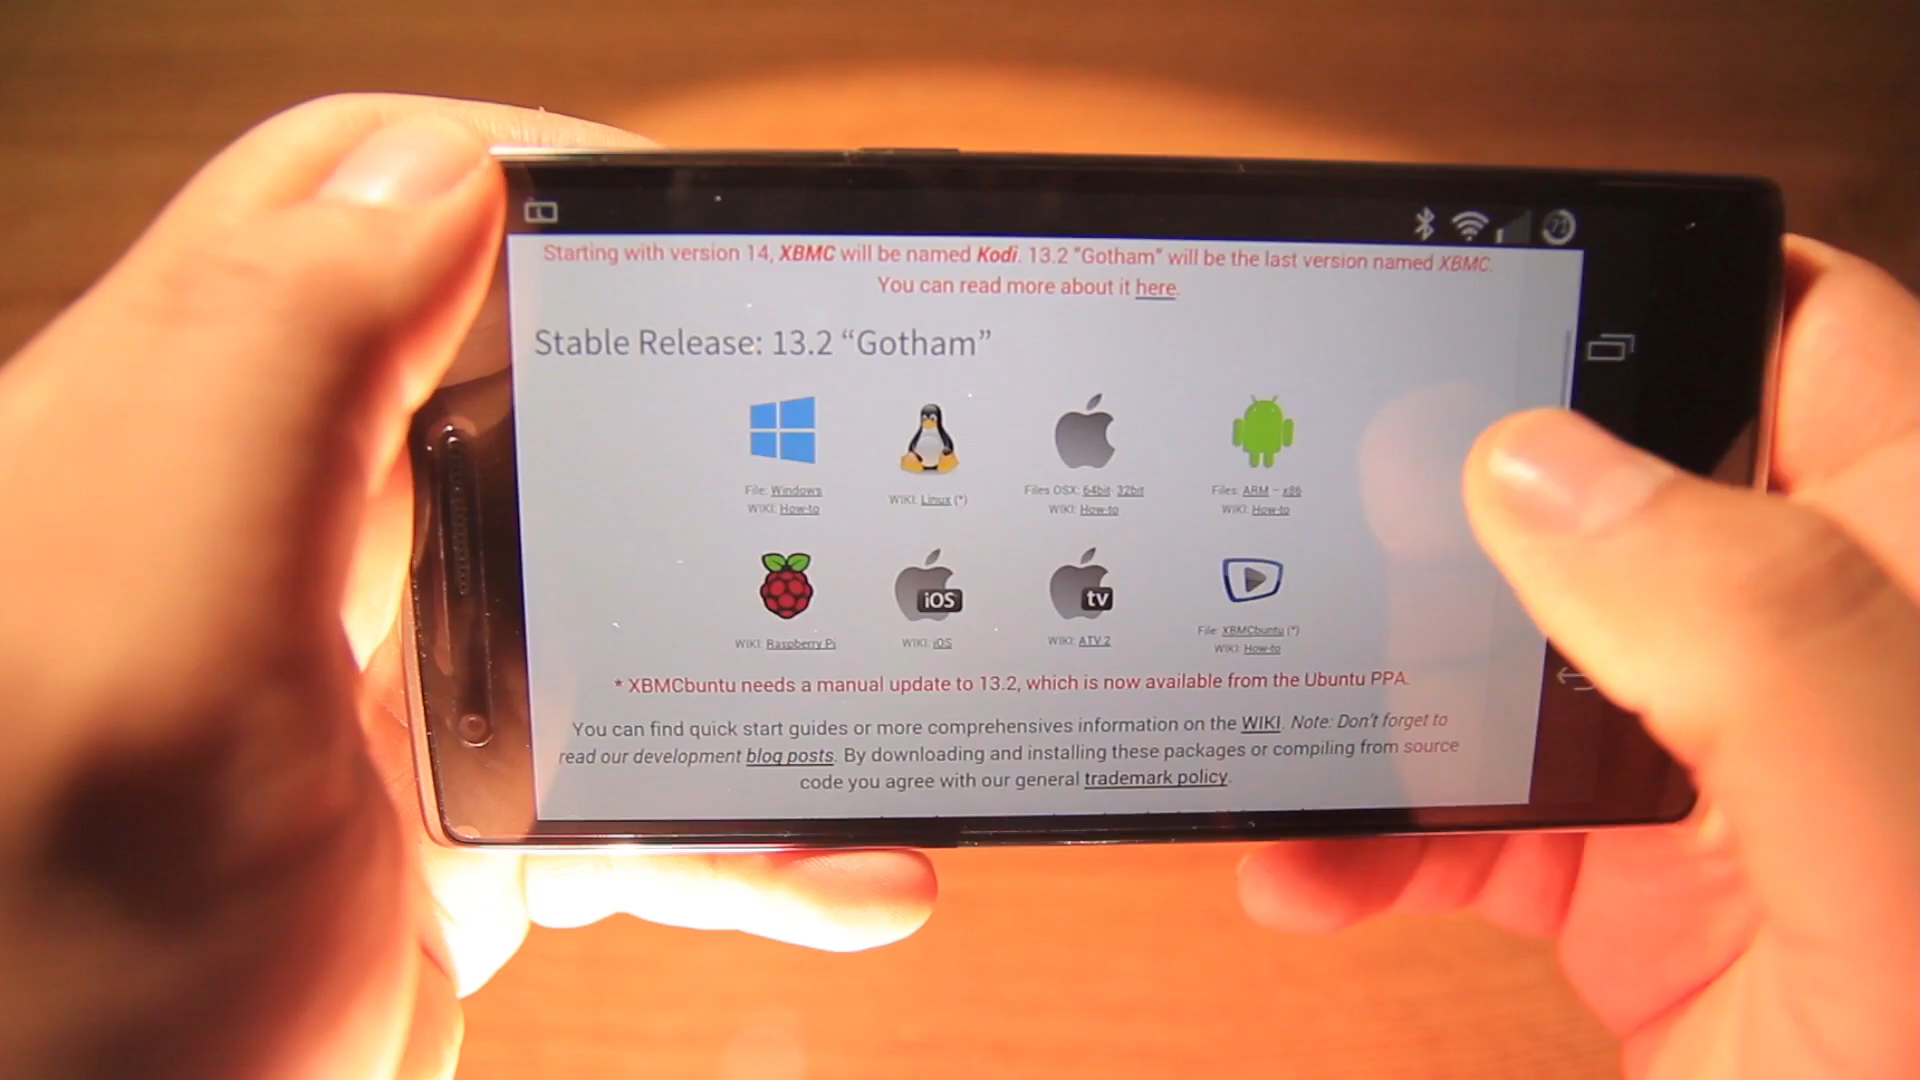 71
Starting with version 14, XBMC will be named Kodi. 13.2 “Gotham” will be the last version named XBMC.
You can read more about it here.
Stable Release: 13.2 “Gotham”
File: Windows
WIKI: How-to
WIKI: Linux (*)
Files OSX: 64bit- 32bit
WIKI: How-to
Files: ARM – x86
WIKI: How-to
iOS
tv
WIKI: Raspberry Pi
WIKI: iOS
WIKI: ATV 2
File: XBMCbuntu (*)
WIKI: How-to
* XBMCbuntu needs a manual update to 13.2, which is now available from the Ubuntu PPA.
You can find quick start guides or more comprehensives information on the WIKI. Note: Don't forget to
read our development blog posts. By downloading and installing these packages or compiling from source
code you agree with our general trademark policy.